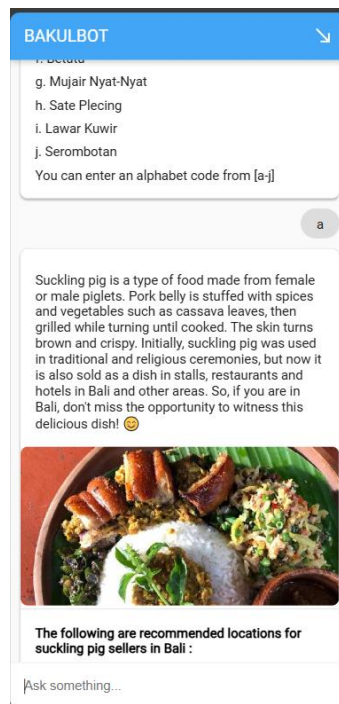 BAKULBOT
g. Mujair Nyat-Nyat
h. Sate Plecing
i. Lawar Kuwir
j. Serombotan
You can enter an alphabet code from [a-j]
a
Suckling pig is a type of food made from female
or male piglets. Pork belly is stuffed with spices
and vegetables such as cassava leaves, then
grilled while turning until cooked. The skin turns
brown and crispy. Initially, suckling pig was used
in traditional and religious ceremonies, but now it
is also sold as a dish in stalls, restaurants and
hotels in Bali and other areas. So, if you are in
Bali, don't miss the opportunity to witness this
delicious dish! 😊
The following are recommended locations for
suckling pig sellers in Bali :
Ask something...